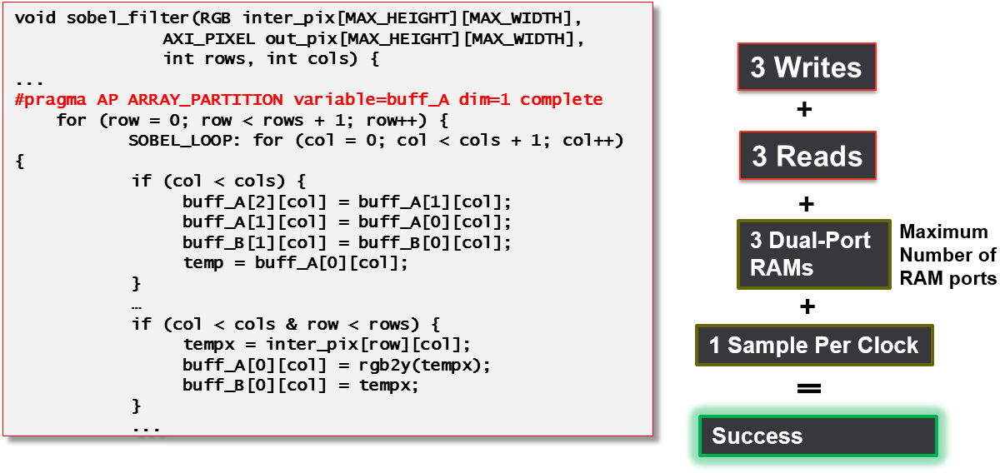 void sobel_filter(RGB inter_pix[MAX_HEIGHT][MAX_WIDTH],
AXI_PIXEL out_pix[MAX_HEIGHT][MAX_WIDTH],
int rows, int cols) {
...
#pragma AP ARRAY_PARTITION variable=buff_A dim=1 complete
for (row = 0; row < rows + 1; row++) {
SOBEL_LOOP: for (col = 0; col < cols + 1; col++)
{
if (col < cols) {
buff_A[2][col] = buff_A[1][col];
buff_A[1][col] = buff_A[0][col];
buff_B[1][col] = buff_B[0][col];
temp = buff_A[0][col];
}
…
if (col < cols & row < rows) {
tempx = inter_pix[row][col];
buff_A[0][col] = rgb2y(tempx);
buff_B[0][col] = tempx;
}
...
3 Writes
+
3 Reads
+
3 Dual-Port
RAMs
Maximum
Number of
RAM ports
+
1 Sample Per Clock
=
Success